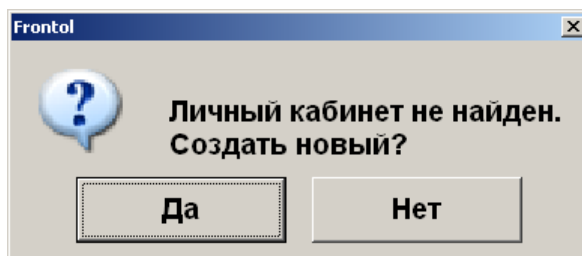 Frontol
Личный кабинет не найден.
Создать новый?
Да
Нет